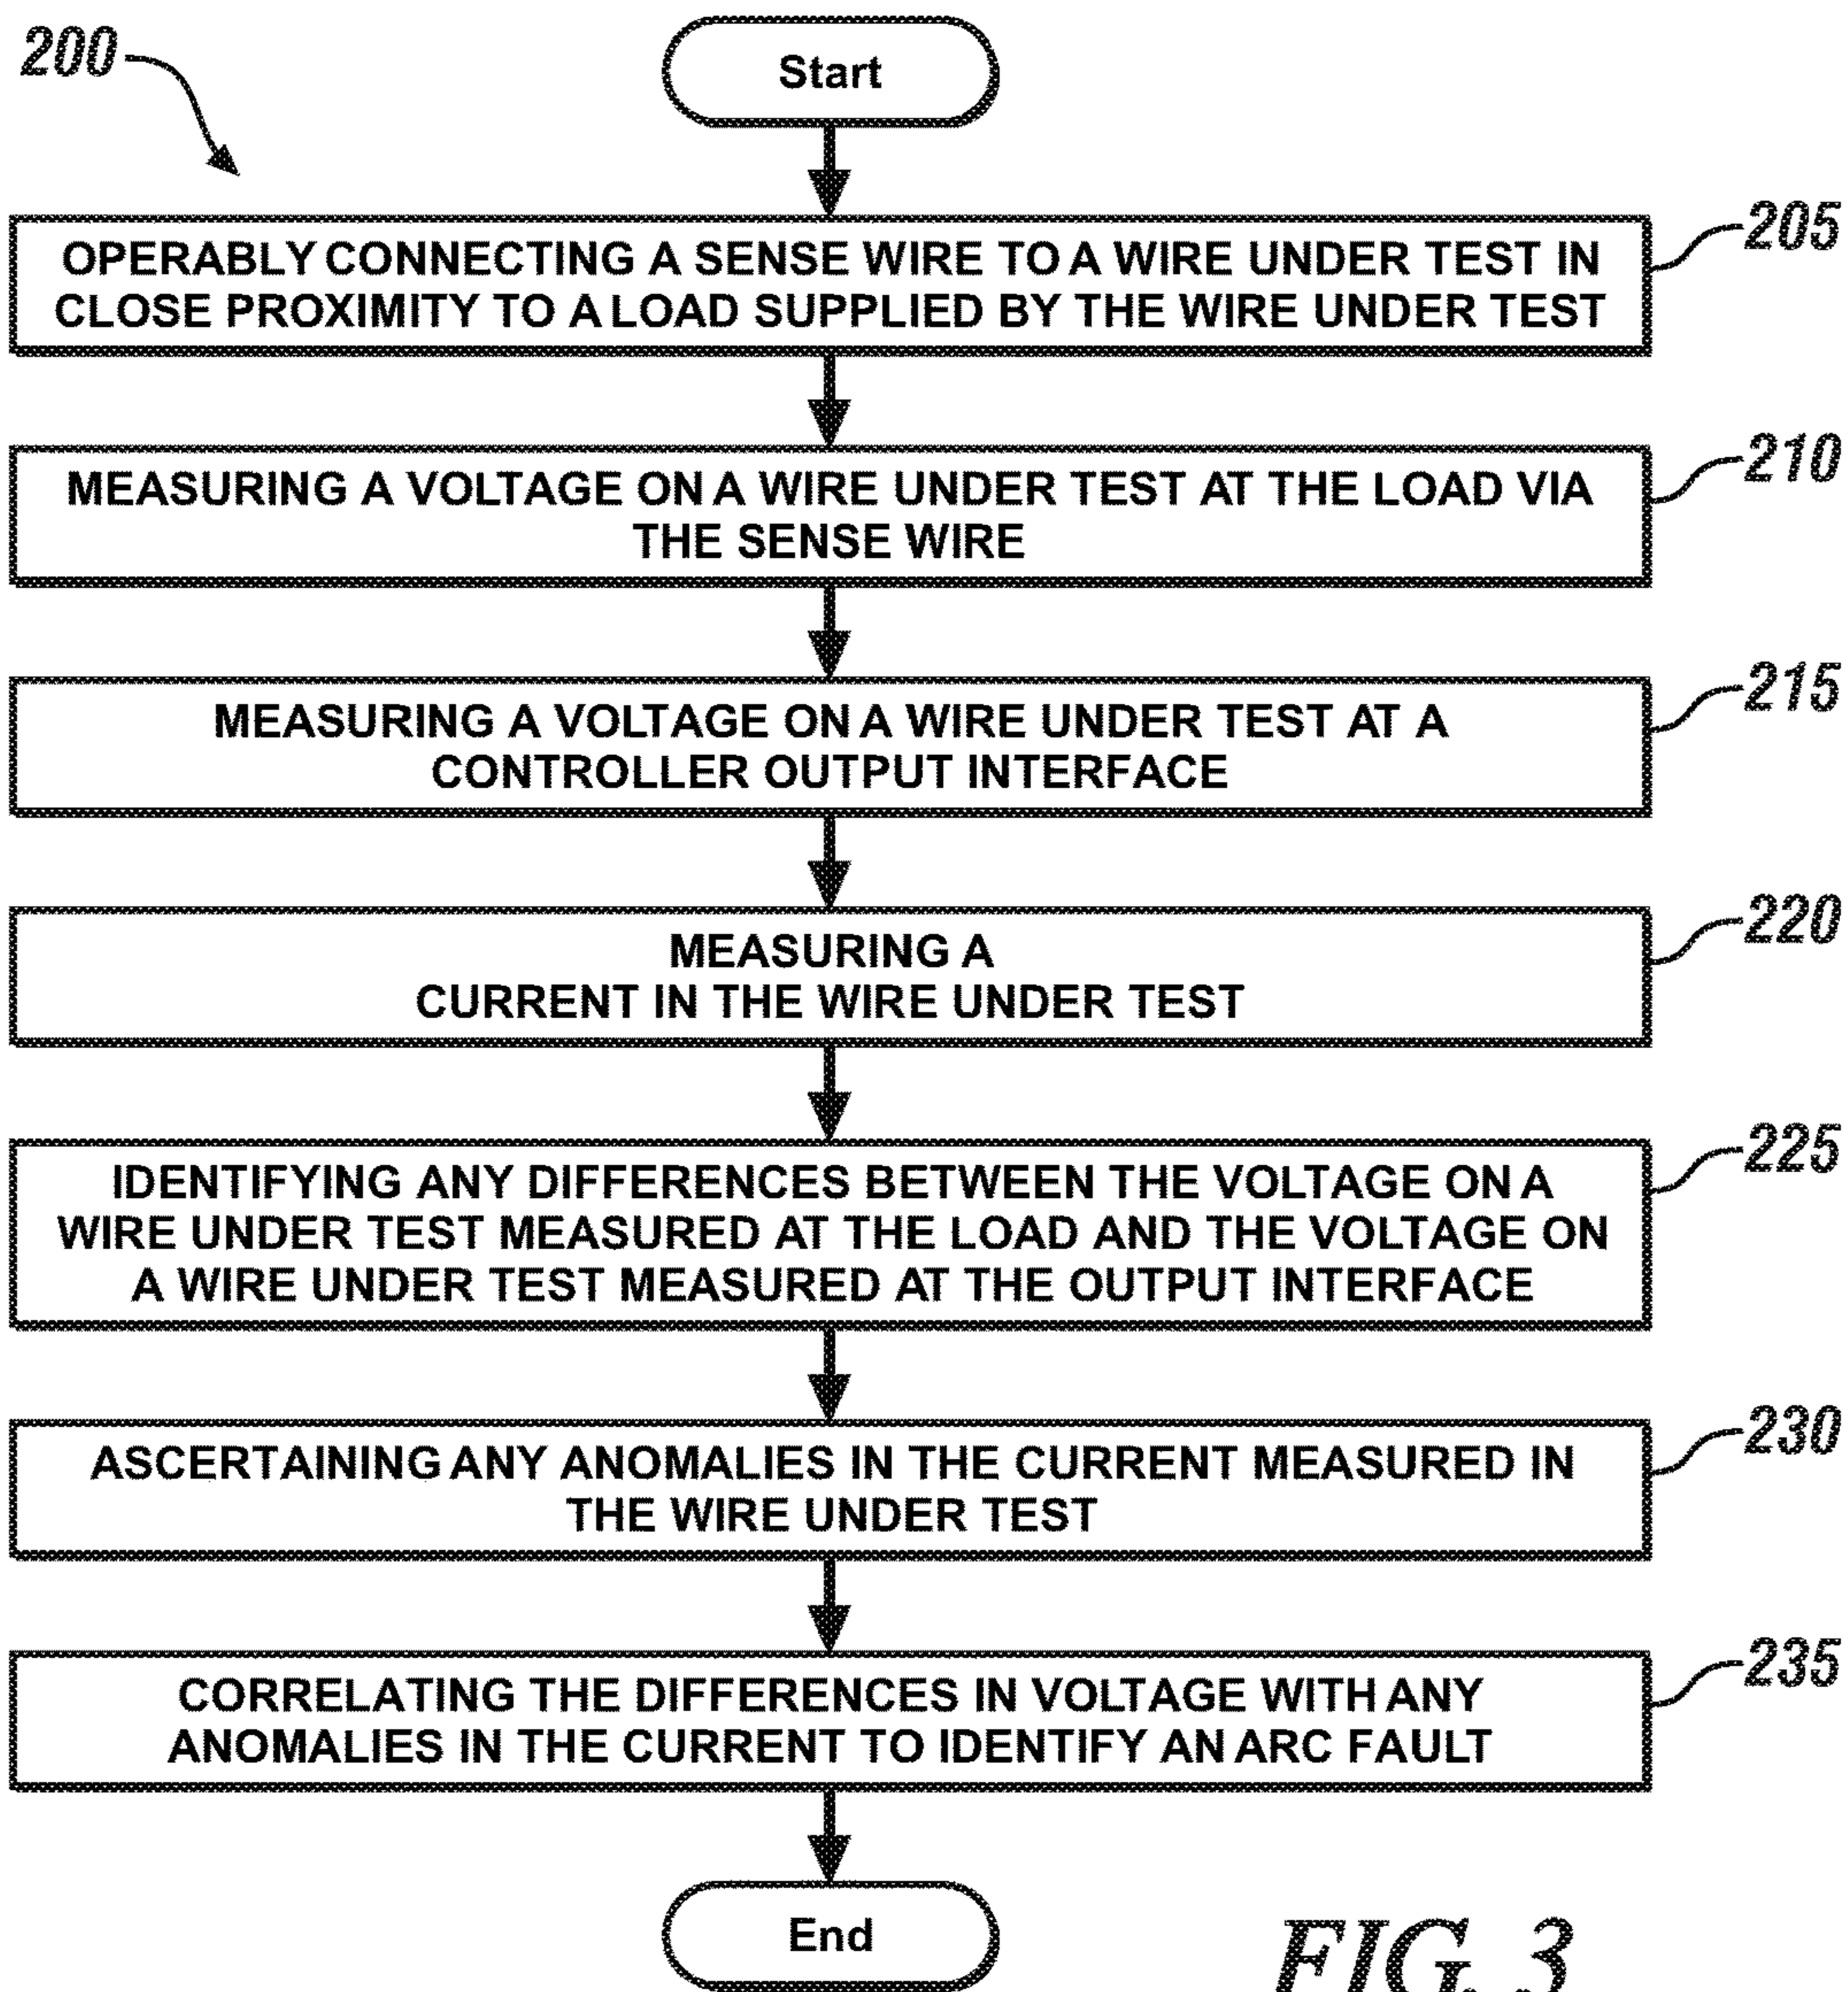 200
Start
205
OPERABLY CONNECTING A SENSE WIRE TO A WIRE UNDER TEST IN
CLOSE PROXIMITY TO A LOAD SUPPLIED BY THE WIRE UNDER TEST
210
MEASURING A VOLTAGE ON A WIRE UNDER TEST AT THE LOAD VIA
THE SENSE WIRE
215
MEASURING A VOLTAGE ON A WIRE UNDER TEST AT A
CONTROLLER OUTPUT INTERFACE
220
MEASURING A
CURRENT IN THE WIRE UNDER TEST
225
IDENTIFYING ANY DIFFERENCES BETWEEN THE VOLTAGE ON A
WIRE UNDER TEST MEASURED AT THE LOAD AND THE VOLTAGE ON
A WIRE UNDER TEST MEASURED AT THE OUTPUT INTERFACE
230
ASCERTAINING ANY ANOMALIES IN THE CURRENT MEASURED IN
THE WIRE UNDER TEST
235
CORRELATING THE DIFFERENCES IN VOLTAGE WITH ANY
ANOMALIES IN THE CURRENT TO IDENTIFY AN ARC FAULT
End
FIG. 3